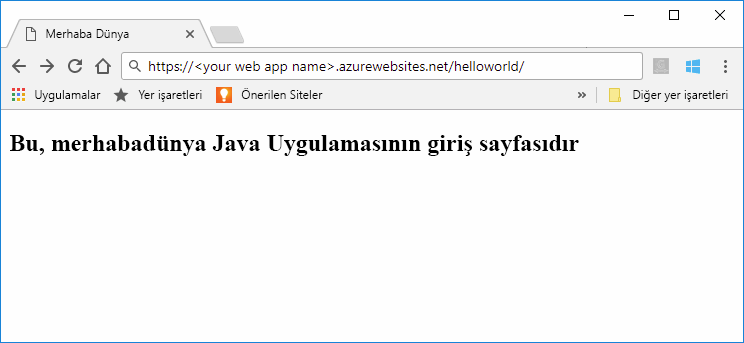 Merhaba Dünya
https://<your web app name>.azurewebsites.net/helloworld/
Uygulamalar Yer işaretleri Önerilen Siteler » Diğer yer işaretleri
Bu, merhabadünya Java Uygulamasının giriş sayfasıdır